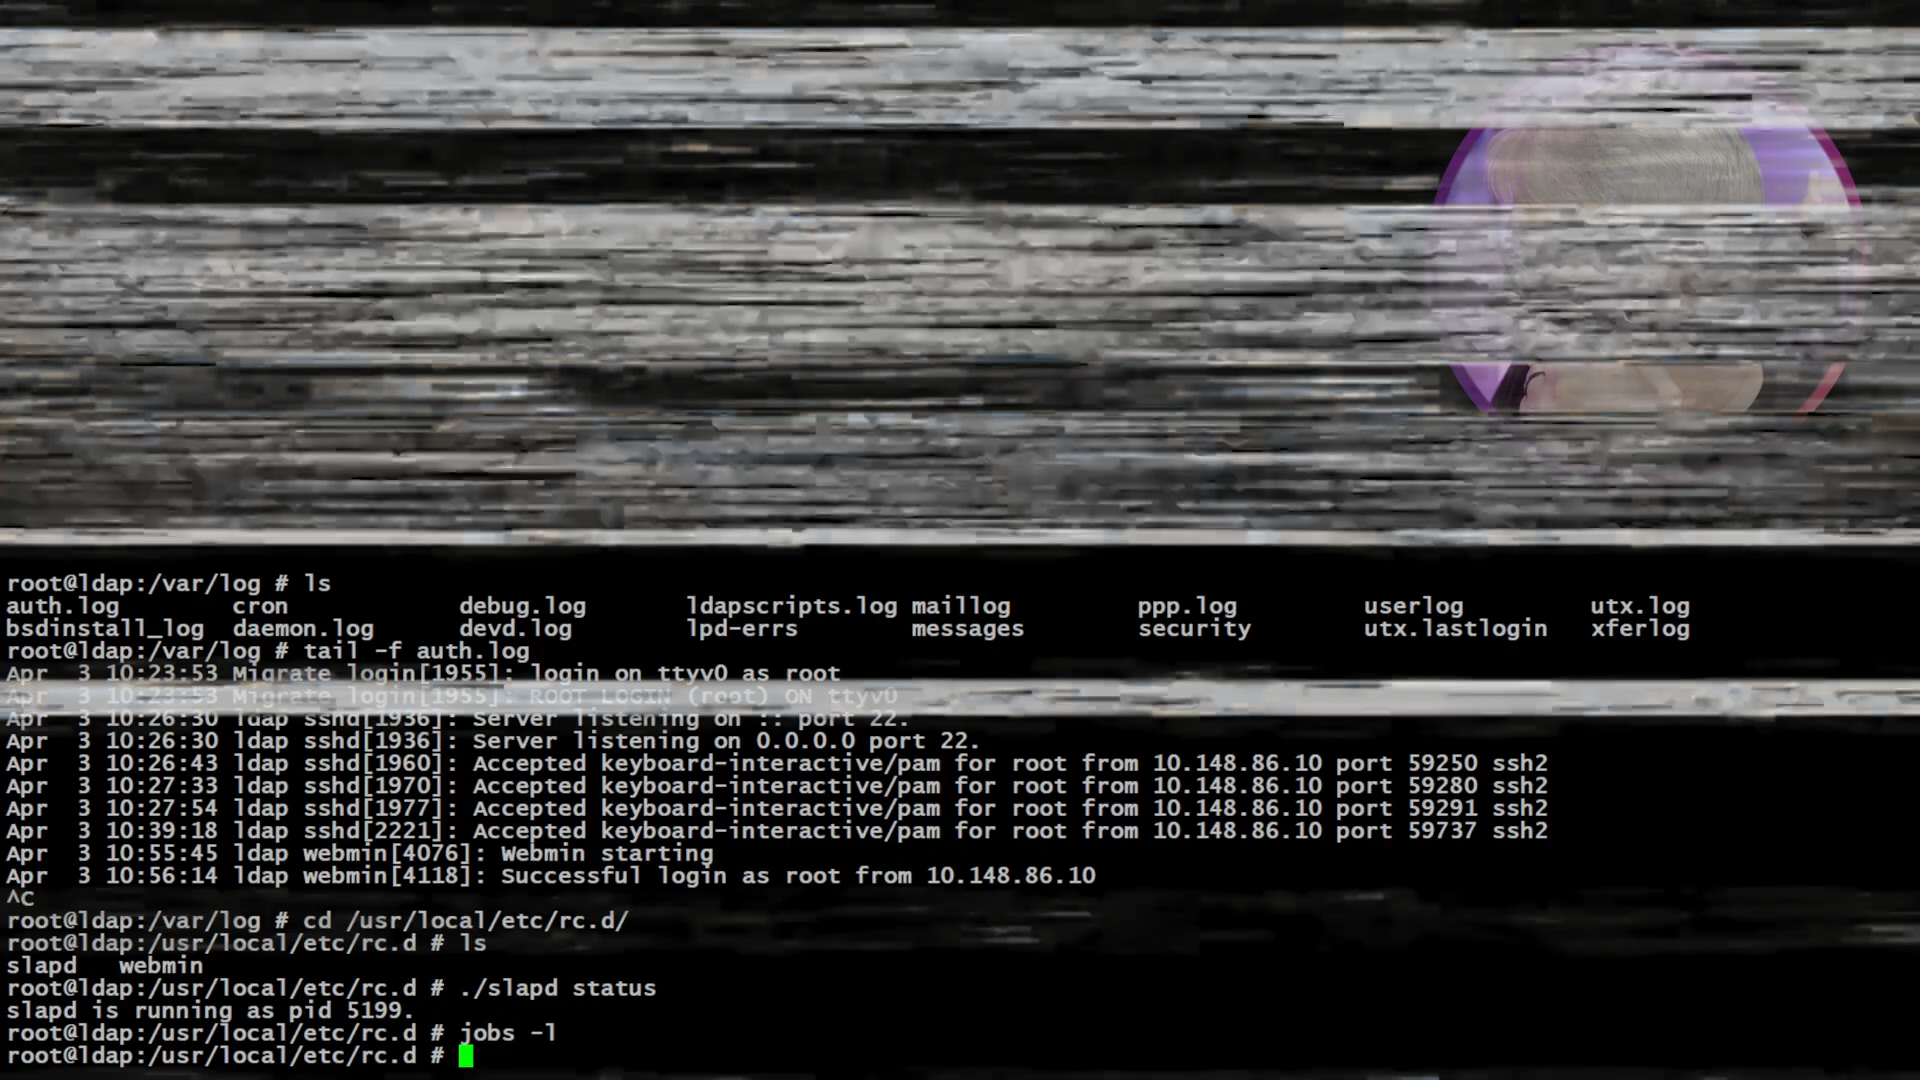 root@ldap:/var/log # ls
auth.log cron debug.log ldapscripts.log maillog ppp.log userlog utx.log
bsdinstall_log daemon.log devd.log lpd-errs messages security utx.lastlogin xferlog
root@ldap:/var/log # tail -f auth.log
Apr  3 10:23:53 Migrate login[1955]: login on ttyv0 as root
Apr  3 10:23:53 Migrate login[1955]: ROOT LOGIN (root) ON ttyv0
Apr  3 10:26:30 ldap sshd[1936]: Server listening on :: port 22.
Apr  3 10:26:30 ldap sshd[1936]: Server listening on 0.0.0.0 port 22.
Apr  3 10:26:43 ldap sshd[1960]: Accepted keyboard-interactive/pam for root from 10.148.86.10 port 59250 ssh2
Apr  3 10:27:33 ldap sshd[1970]: Accepted keyboard-interactive/pam for root from 10.148.86.10 port 59280 ssh2
Apr  3 10:27:54 ldap sshd[1977]: Accepted keyboard-interactive/pam for root from 10.148.86.10 port 59291 ssh2
Apr  3 10:39:18 ldap sshd[2221]: Accepted keyboard-interactive/pam for root from 10.148.86.10 port 59737 ssh2
Apr  3 10:55:45 ldap webmin[4076]: Webmin starting
Apr  3 10:56:14 ldap webmin[4118]: Successful login as root from 10.148.86.10
^C
root@ldap:/var/log # cd /usr/local/etc/rc.d/
root@ldap:/usr/local/etc/rc.d # ls
slapd webmin
root@ldap:/usr/local/etc/rc.d # ./slapd status
slapd is running as pid 5199.
root@ldap:/usr/local/etc/rc.d # jobs -l
root@ldap:/usr/local/etc/rc.d #